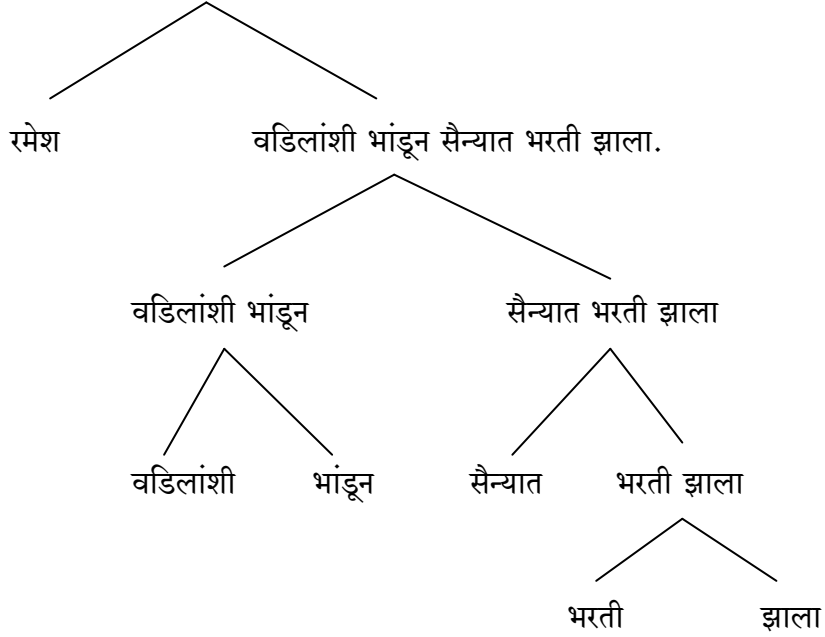 रमेश वडिलांशी भांडून सैन्यात भरती झाला.
वडिलांशी भांडून सैन्यात भरती झाला
वडिलांशी भांडून सैन्यात भरती झाला
भरती झाला